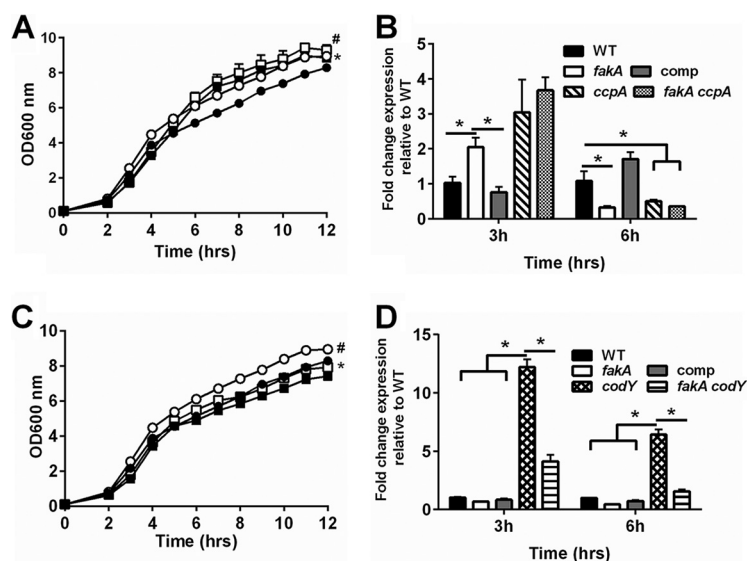 A
OD600 nm
10
8
6
4
2
0
0 2 4 6 8 10 12
Time (hrs)
#
*
B
Fold change expression
relative to WT
5
4
3
2
1
0
WT
fakA comp
ccpA fakA ccpA
* *
*
*
3h 6h
Time (hrs)
C
OD600 nm
10
8
6
4
2
0
0 2 4 6 8 10 12
Time (hrs)
#
*
D
Fold change expression
relative to WT
15
10
5
0
* *
WT
fakA comp
codY fakA codY
* *
3h 6h
Time (hrs)